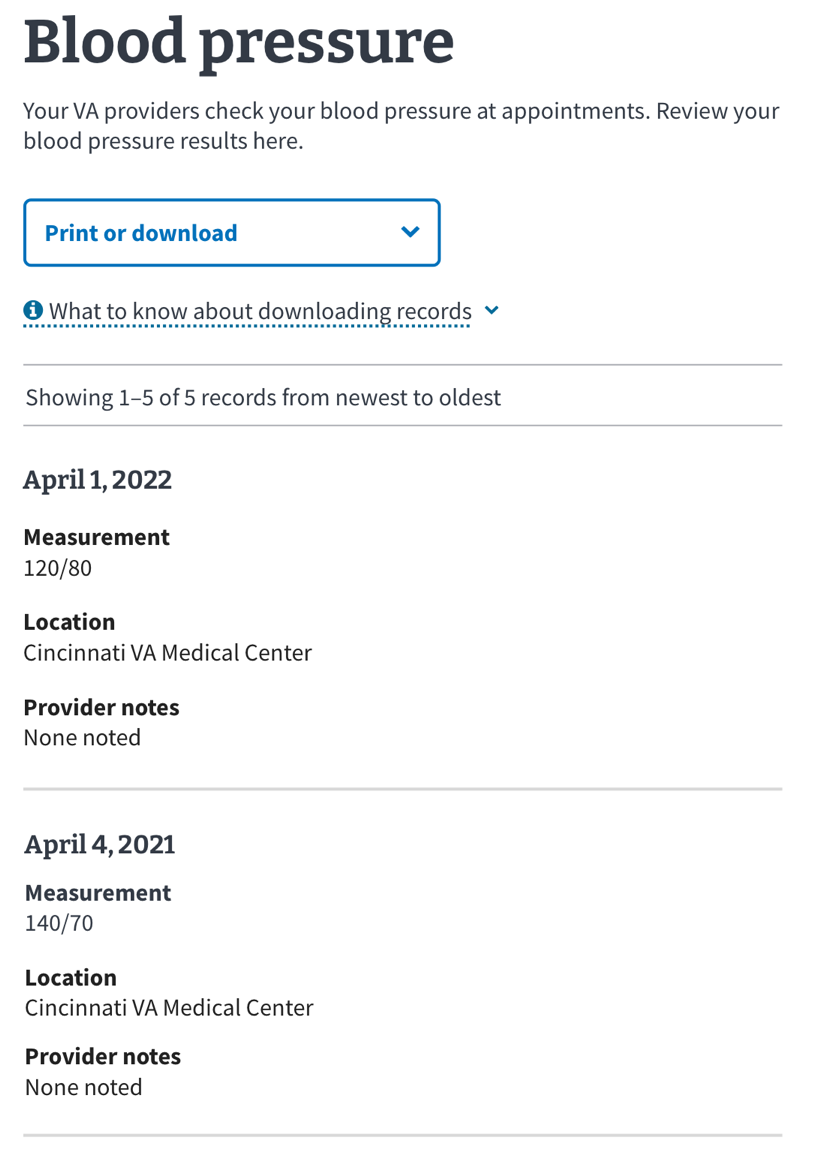 Blood pressure
Your VA providers check your blood pressure at appointments. Review your
blood pressure results here.
Print or download
What to know about downloading records
Showing 1–5 of 5 records from newest to oldest
April 1, 2022
Measurement
120/80
Location
Cincinnati VA Medical Center
Provider notes
None noted
April 4, 2021
Measurement
140/70
Location
Cincinnati VA Medical Center
Provider notes
None noted